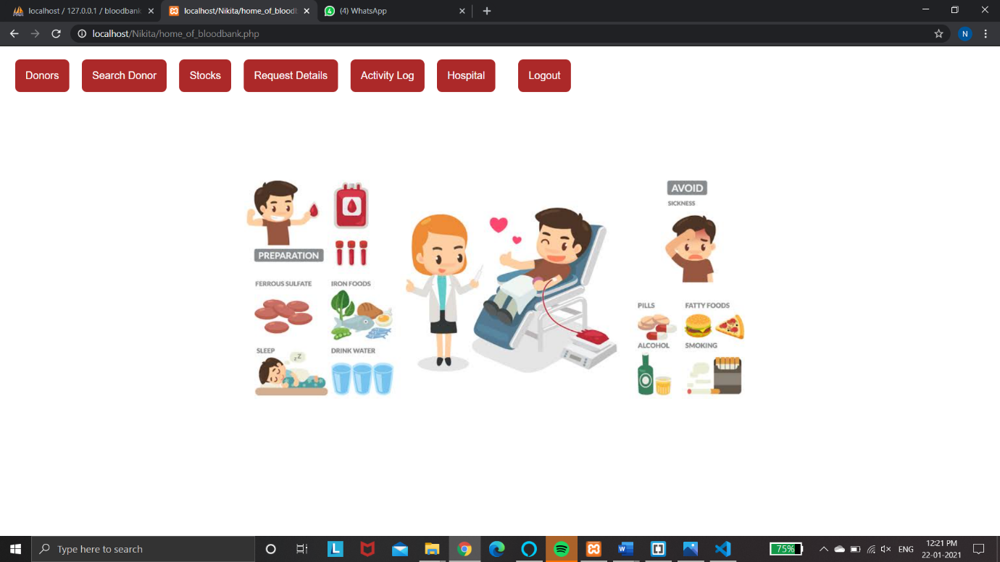 localhost / 127.0.0.1 / bloodbank
localhost/Nikita/home_of_bloodb
(4) WhatsApp
localhost/Nikita/home_of_bloodbank.php
N
Donors
Search Donor
Stocks
Request Details
Activity Log
Hospital
Logout
PREPARATION
FERROUS SULFATE
IRON FOODS
SLEEP
zZ
DRINK WATER
AVOID
SICKNESS
PILLS
FATTY FOODS
ALCOHOL
SMOKING
Type here to search
L
75%
ENG
12:21 PM
22-01-2021